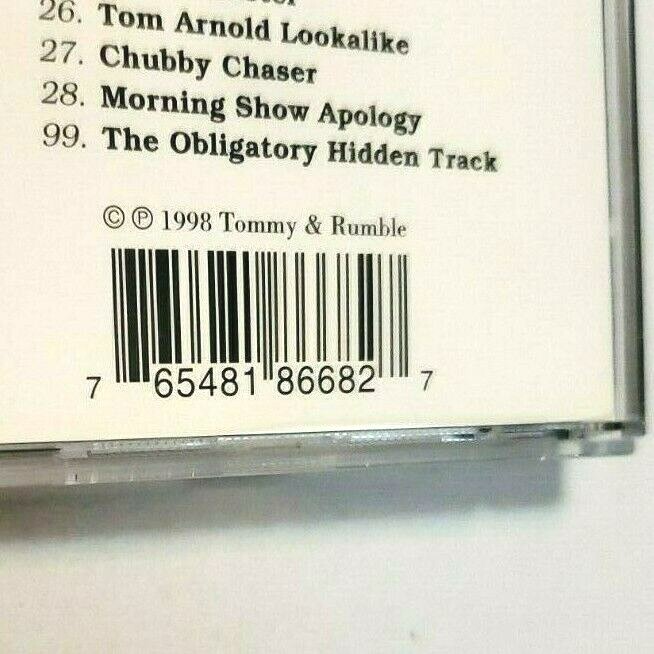 26. Tom Arnold Lookalike
27. Chubby Chaser
28. Morning Show Apology
99. The Obligatory Hidden Track
© ℗ 1998 Tommy & Rumble
7 65481 86682 7